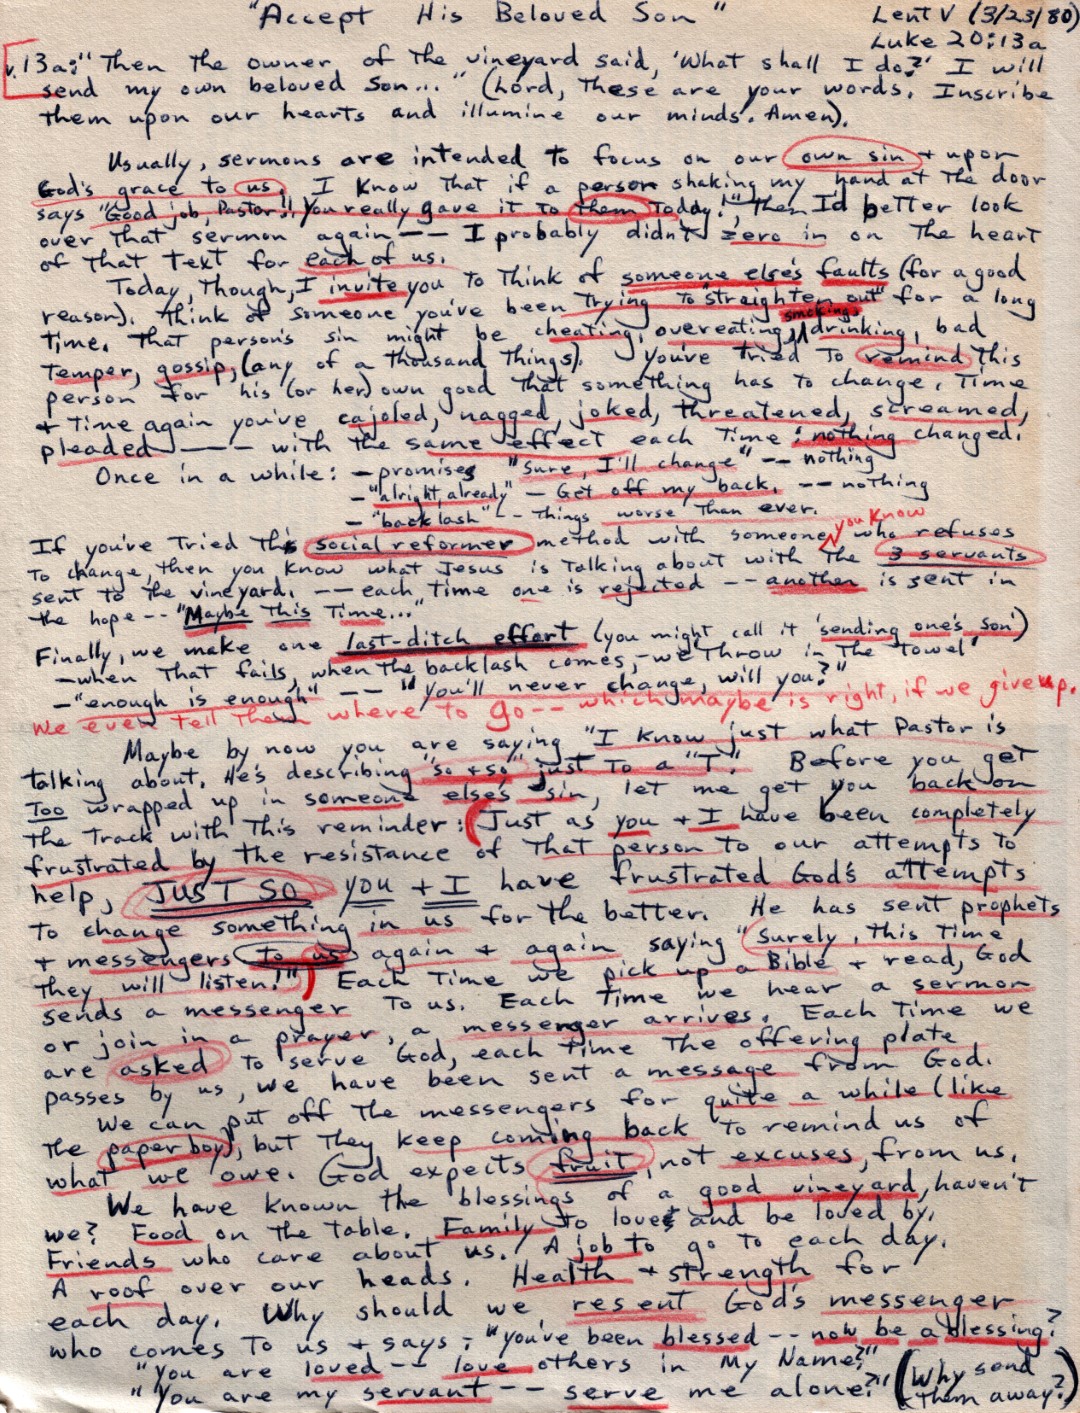 "Accept His Beloved Son" Lent V (3/23/80)
Luke 20:13a
v.13a: "Then the owner of the vineyard said, 'What shall I do?' I will
send my own beloved Son..." (Lord, These are your words. Inscribe
them upon our hearts and illumine our minds. Amen).
Usually, sermons are intended to focus on our own sin + upon
God's grace to us. I know that if a person shaking my hand at the door
says "Good job, Pastor!! You really gave it to them today!", then I'd better look
over that sermon again -- I probably didn't zero in on the heart
of that text for each of us.
Today, though, I invite you to think of someone else's faults (for a good
reason). Think of someone you've been trying to "straighten out" for a long
time. That person's sin might be cheating, overeating, smoking, drinking, bad
temper, gossip, (any of a thousand things). You've tried to remind this
person for his (or her) own good that something has to change. Time
+ time again you've cajoled, nagged, joked, threatened, screamed,
pleaded --- with the same effect each time: nothing changed.
Once in a while: - promises "Sure, I'll change" -- nothing
- "alright, already" - Get off my back. -- nothing
- "backlash" -- things worse than ever.
If you've tried this social reformer method with someone you know who refuses
to change, then you know what Jesus is talking about with the 3 servants
sent to the vineyard. -- each time one is rejected -- another is sent in
the hope -- "Maybe this time..."
Finally, we make one last-ditch effort (you might call it 'sending one's son')
- when that fails, when the backlash comes, - we "throw in the towel"
- "enough is enough" -- "you'll never change, will you?"
We even tell them where to go -- which maybe is right, if we give up.
Maybe by now you are saying "I know just what Pastor is
talking about. He's describing "so + so" just to a "T"." Before you get
too wrapped up in someone else's sin, let me get you back on
the track with this reminder: (Just as you + I have been completely
frustrated by the resistance of that person to our attempts to
help, JUST SO you + I have frustrated God's attempts
to change something in us for the better. He has sent prophets
+ messengers to us again + again saying "Surely, this time
they will listen!") Each time we pick up a Bible + read, God
sends a messenger to us. Each time we hear a sermon
or join in a prayer, a messenger arrives. Each time we
are asked to serve God, each time the offering plate
passes by us, we have been sent a message from God.
We can put off the messengers for quite a while (like
the paper boy), but they keep coming back to remind us of
what we owe. God expects fruit, not excuses, from us.
We have known the blessings of a good vineyard, haven't
we? Food on the table. Family to love and be loved by.
Friends who care about us. A job to go to each day.
A roof over our heads. Health + strength for
each day. Why should we resent God's messenger
who comes to us + says: "you've been blessed -- now be a blessing?
"You are loved -- love others in My Name?"
"You are my servant -- serve me alone?" (Why send
them away?)